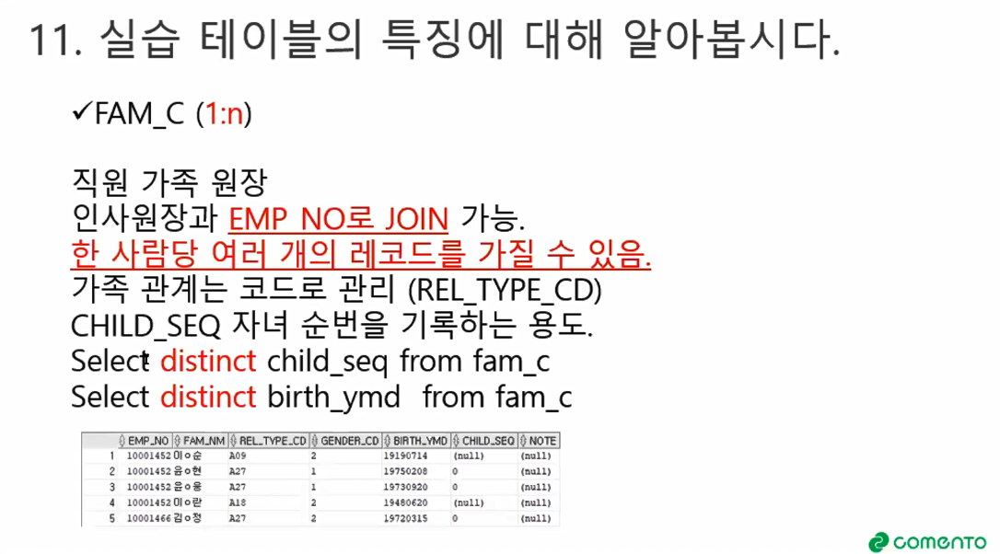 11. 실습 테이블의 특징에 대해 알아봅시다.
✓FAM_C (1:n)
직원 가족 원장
인사원장과 EMP_NO로 JOIN 가능.
한 사람당 여러 개의 레코드를 가질 수 있음.
가족 관계는 코드로 관리 (REL_TYPE_CD)
CHILD_SEQ 자녀 순번을 기록하는 용도.
Select distinct child_seq from fam_c
Select distinct birth_ymd from fam_c
EMP_NO FAM_NM REL_TYPE_CD GENDER_CD BIRTH_YMD CHILD_SEQ NOTE
1 10001452 이ㅇ순 A09 2 19190714 (null) (null)
2 10001452 윤ㅇ현 A27 1 19750208 0 (null)
3 10001452 윤ㅇ웅 A27 1 19730920 0 (null)
4 10001452 이ㅇ란 A18 2 19480620 (null) (null)
5 10001466 김ㅇ정 A27 2 19720315 0 (null)
comento